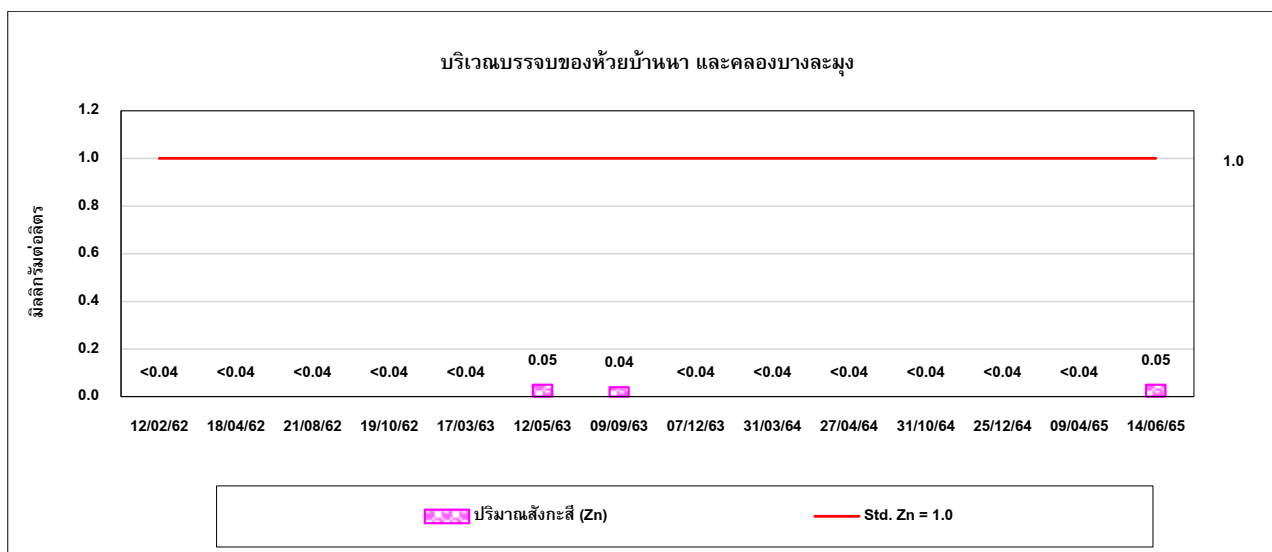 บริเวณบรรจบของห้วยบ้านนา และคลองบางละมุง
มิลลิกรัมต่อลิตร
1.2
1.0
0.8
0.6
0.4
0.2
0.0
1.0
<0.04 <0.04 <0.04 <0.04 <0.04 0.05 0.04 <0.04 <0.04 <0.04 <0.04 <0.04 <0.04 0.05
12/02/62 18/04/62 21/08/62 19/10/62 17/03/63 12/05/63 09/09/63 07/12/63 31/03/64 27/04/64 31/10/64 25/12/64 09/04/65 14/06/65
ปริมาณสังกะสี (Zn) Std. Zn = 1.0